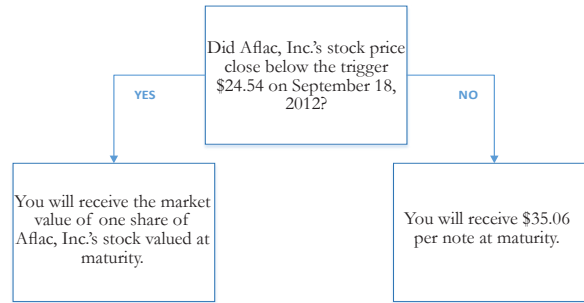 Did Aflac, Inc.'s stock price
close below the trigger
$24.54 on September 18,
2012?
YES
NO
You will receive the market
value of one share of
Aflac, Inc.'s stock valued at
maturity.
You will receive $35.06
per note at maturity.